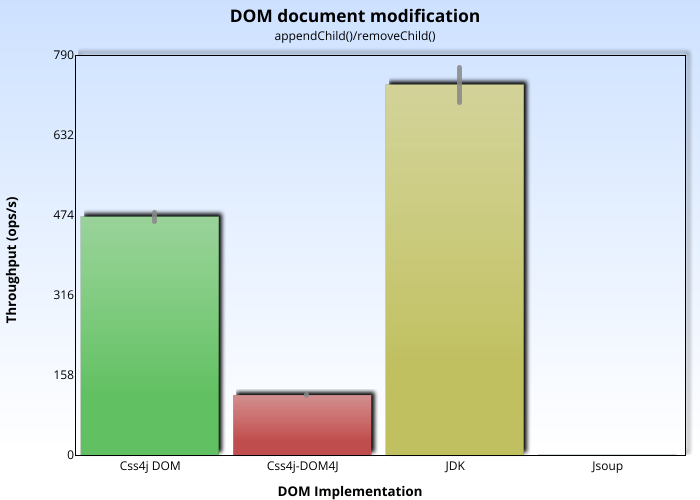 DOM document modification
appendChild()/removeChild()
790
632
474
316
158
0
Throughput (ops/s)
Css4j DOM
Css4j-DOM4J
JDK
Jsoup
DOM Implementation